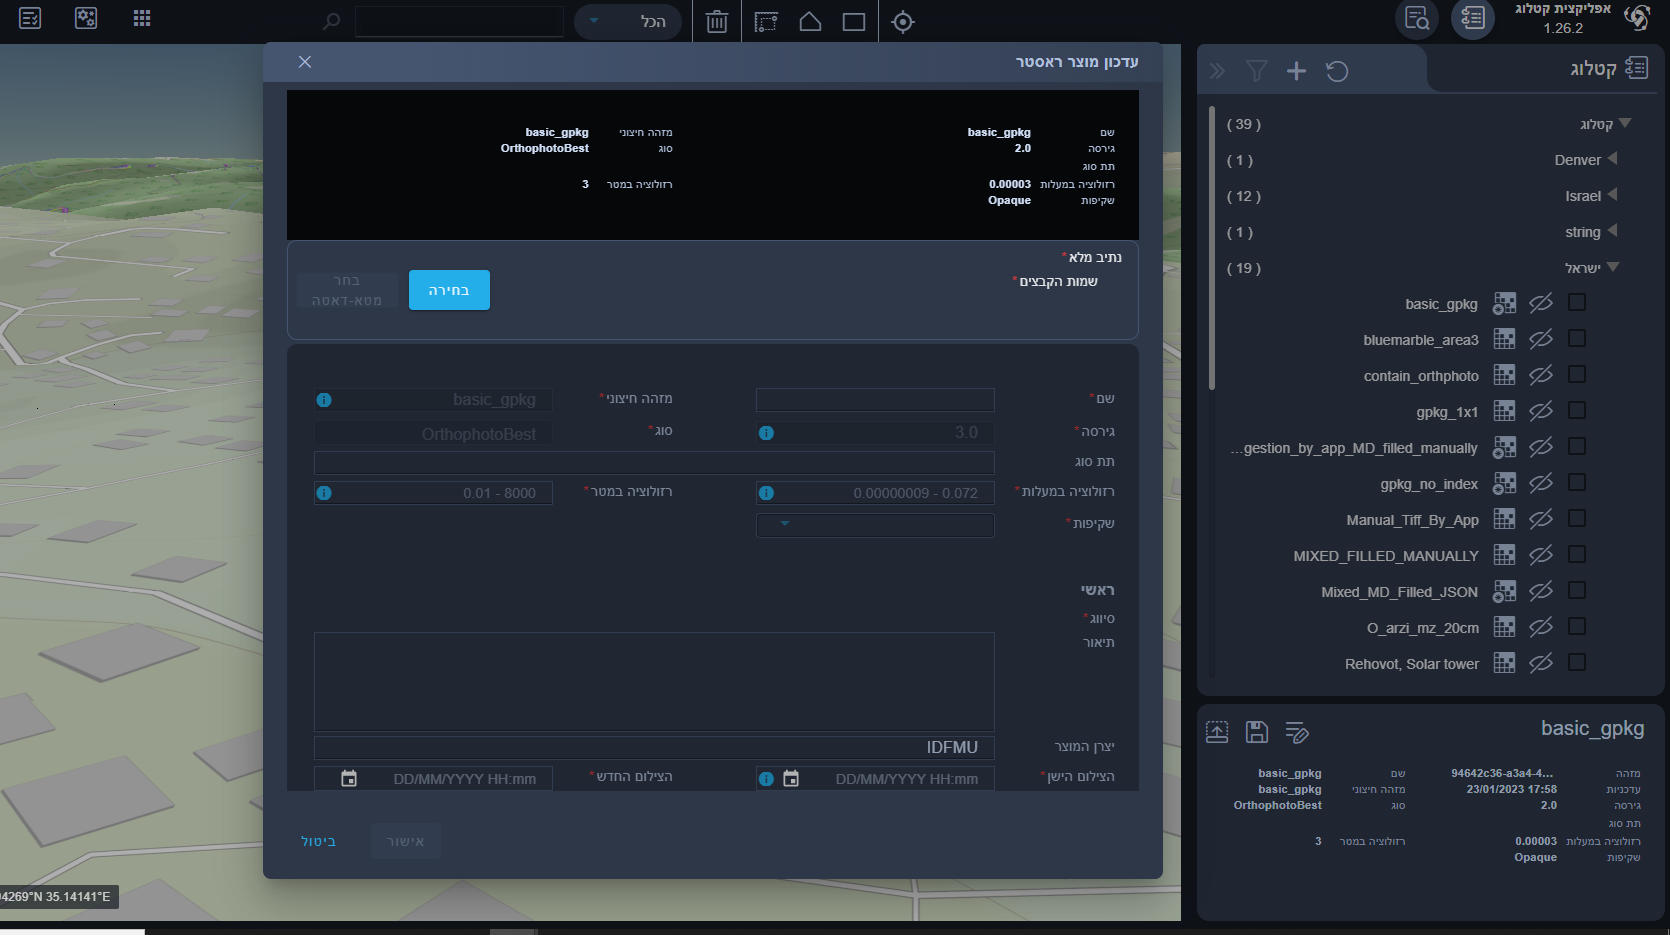 אפליקצית קטלוג
1.26.2
הכל
קטלוג
קטלוג ( 39 )
Denver ( 1 )
Israel ( 12 )
string ( 1 )
ישראל ( 19 )
basic_gpkg
bluemarble_area3
contain_orthphoto
gpkg_1x1
...gestion_by_app_MD_filled_manually
gpkg_no_index
Manual_Tiff_By_App
MIXED_FILLED_MANUALLY
Mixed_MD_Filled_JSON
O_arzi_mz_20cm
Rehovot, Solar tower
basic_gpkg
מזהה 94642c36-a3a4-4... שם basic_gpkg
עדכניות 23/01/2023 17:58 מזהה חיצוני basic_gpkg
גירסה 2.0 סוג OrthophotoBest
תת סוג
רזולוציה במעלות 0.00003 רזולוציה במטר 3
שקיפות Opaque
עדכון מוצר ראסטר
שם basic_gpkg מזהה חיצוני basic_gpkg
גירסה 2.0 סוג OrthophotoBest
תת סוג
רזולוציה במעלות 0.00003 רזולוציה במטר 3
שקיפות Opaque
נתיב מלא*
שמות הקבצים*
בחירה
בחר
מטא-דאטה
שם* מזהה חיצוני* basic_gpkg
גירסה* 3.0 סוג* OrthophotoBest
תת סוג
רזולוציה במעלות* 0.00000009 - 0.072 רזולוציה במטר* 0.01 - 8000
שקיפות*
ראשי
סיווג*
תיאור
יצרן המוצר IDFMU
הצילום הישן* DD/MM/YYYY HH:mm הצילום החדש* DD/MM/YYYY HH:mm
אישור ביטול
4269°N 35.14141°E